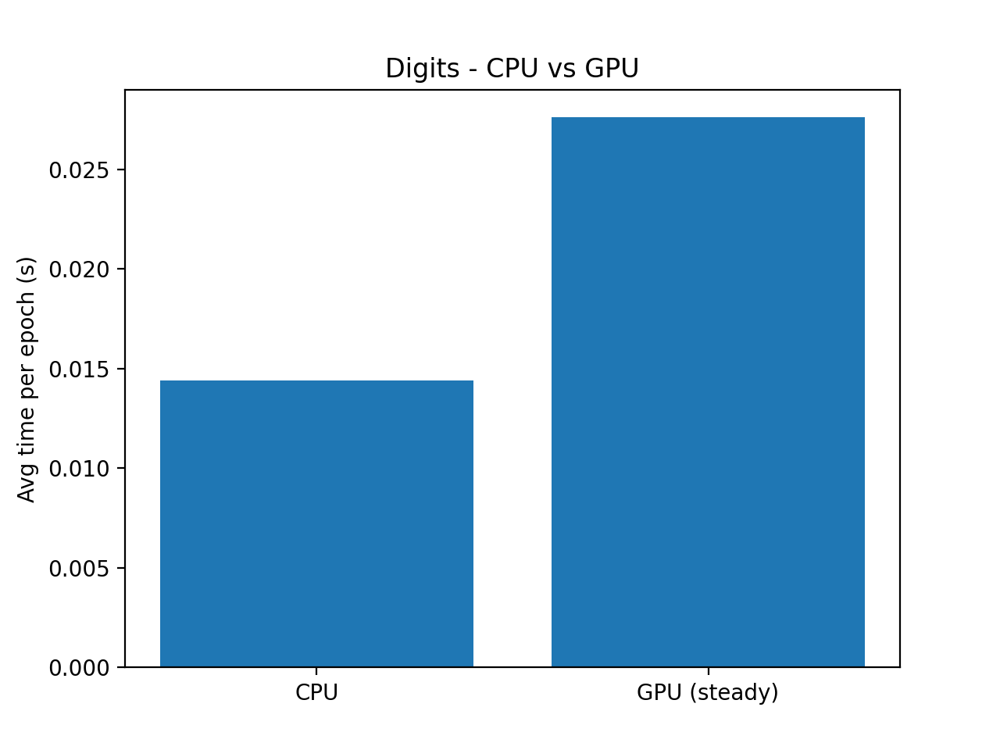 Digits - CPU vs GPU
Avg time per epoch (s)
0.025
0.020
0.015
0.010
0.005
0.000
CPU
GPU (steady)